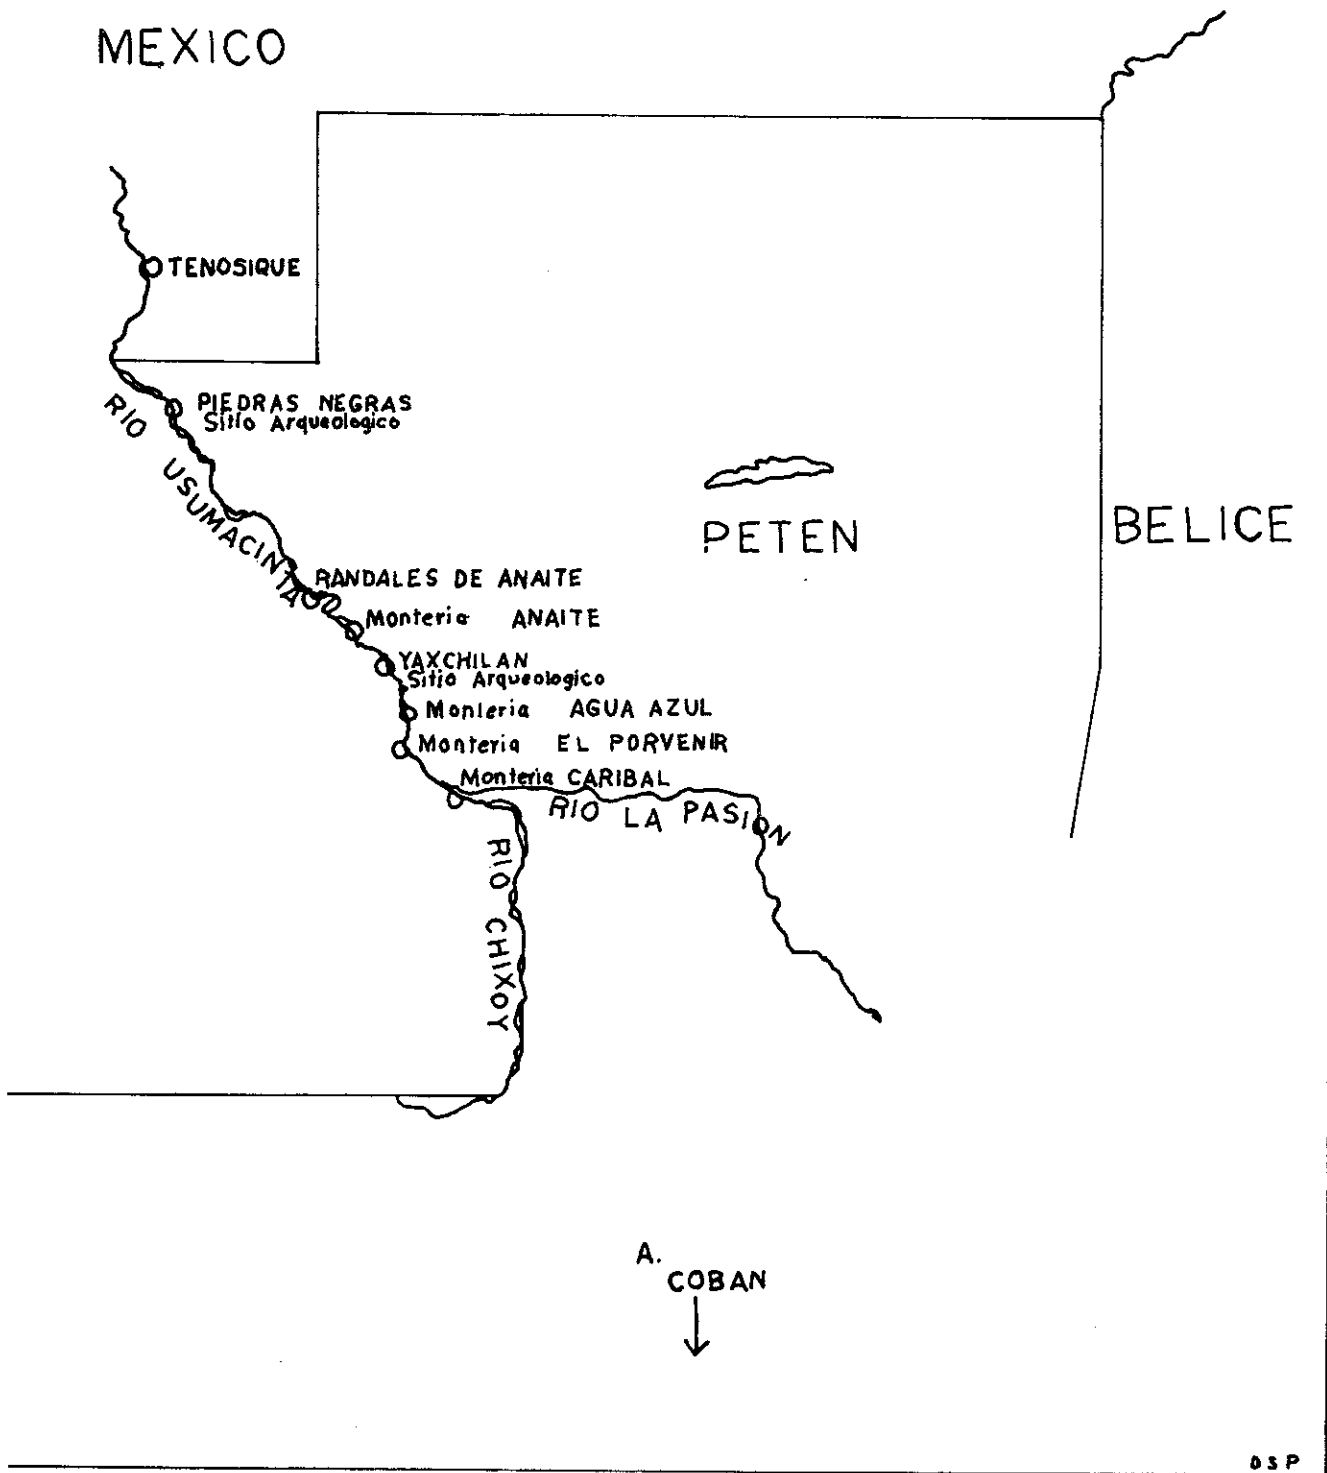 MEXICO
TENOSIQUE
PIEDRAS NEGRAS
Sitio Arqueologico
RIO USUMACINTA
PETEN
BELICE
RANDALES DE ANAITE
Monteria ANAITE
YAXCHILAN
Sitio Arqueologico
Monteria AGUA AZUL
Monteria EL PORVENIR
Monteria CARIBAL
RIO LA PASION
RIO CHIXOY
A.
COBAN
DSP